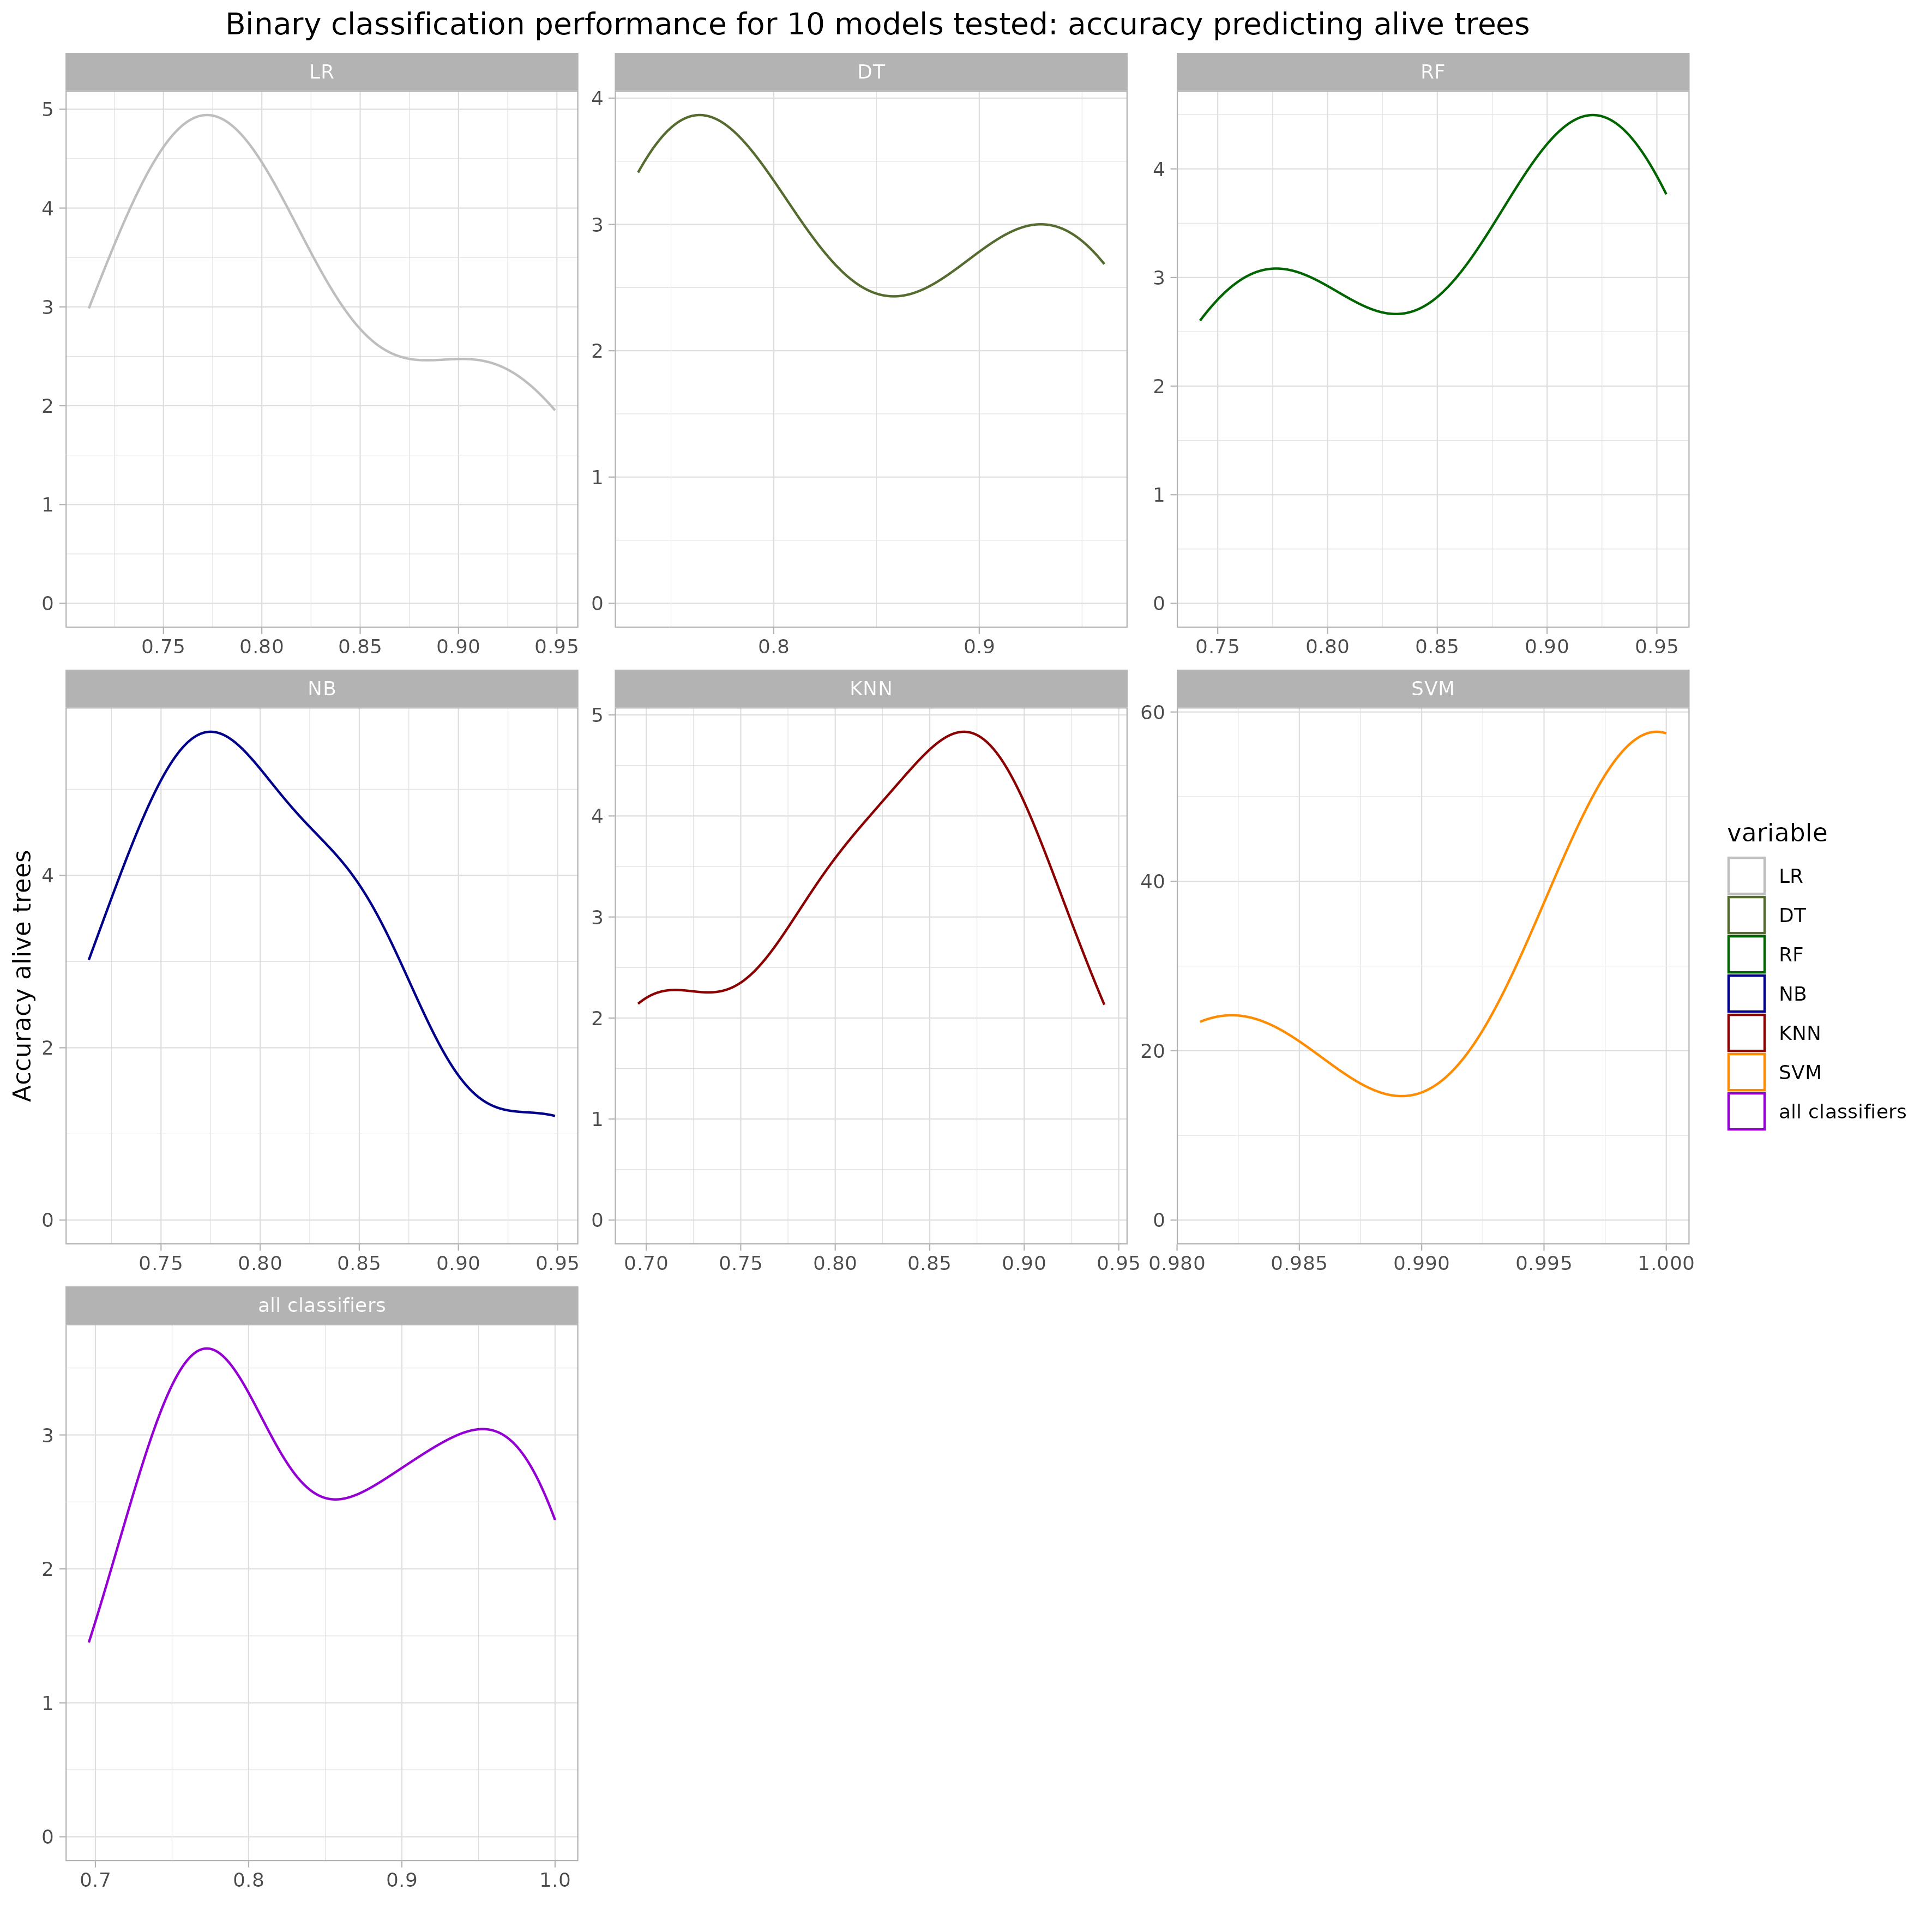 Binary classification performance for 10 models tested: accuracy predicting alive trees
LR
DT
RF
5
4
3
2
1
0
0.75 0.80 0.85 0.90 0.95
4
3
2
1
0
0.8 0.9
4
3
2
1
0
0.75 0.80 0.85 0.90 0.95
NB
KNN
SVM
Accuracy alive trees
4
2
0
0.75 0.80 0.85 0.90 0.95
5
4
3
2
1
0
0.70 0.75 0.80 0.85 0.90 0.95
60
40
20
0
0.980 0.985 0.990 0.995 1.000
all classifiers
3
2
1
0
0.7 0.8 0.9 1.0
variable
LR
DT
RF
NB
KNN
SVM
all classifiers